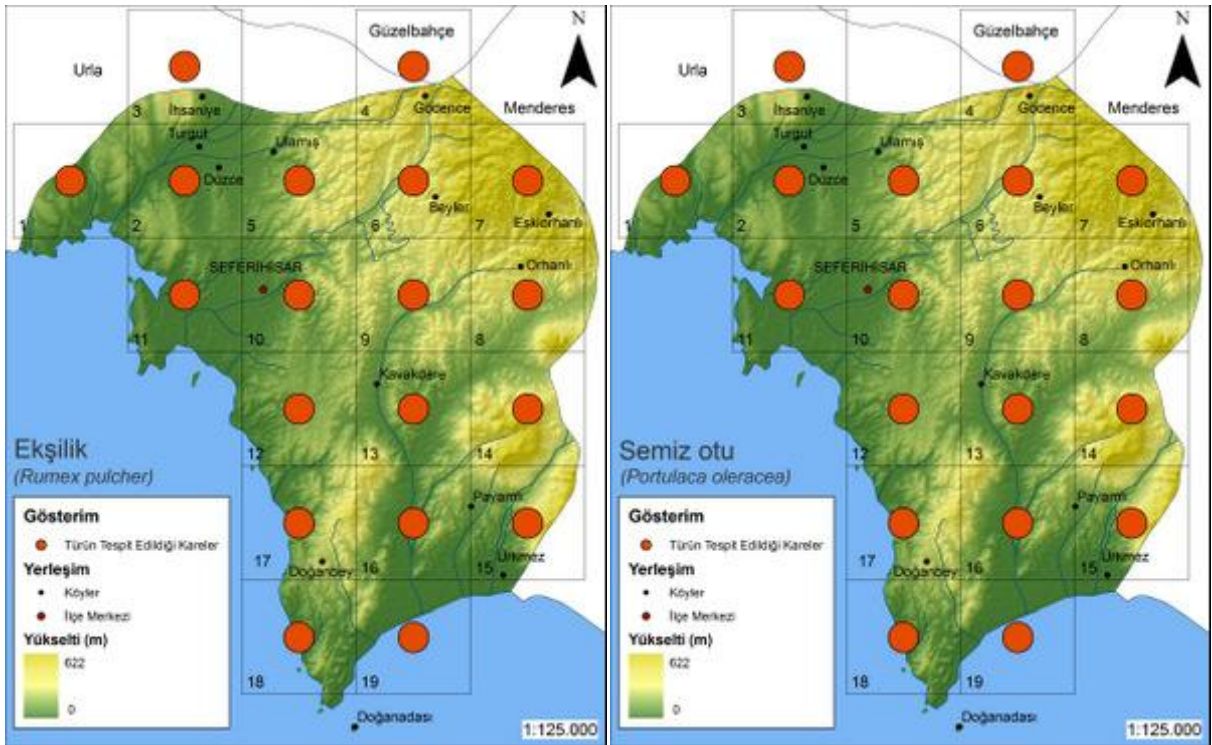 Güzelbahçe
N
Urla
İhsaniye
3
4
Gödence
Menderes
Turgut
Ulamış
Düzce
Beyler
Eskiorhanlı
1
2
5
6
7
SEFERİHİSAR
Orhanlı
11
10
9
8
Kavakdere
Ekşilik
(Rumex pulcher)
12
13
14
Payamlı
Gösterim
Türün Tespit Edildiği Kareler
Yerleşim
Köyler
İlçe Merkezi
Yükselti (m)
622
0
17
Doğanbey
16
15
Ürkmez
18
19
Doğanadası
1:125.000
Güzelbahçe
N
Urla
İhsaniye
3
4
Gödence
Menderes
Turgut
Ulamış
Düzce
Beyler
Eskiorhanlı
1
2
5
6
7
SEFERİHİSAR
Orhanlı
11
10
9
8
Kavakdere
Semiz otu
(Portulaca oleracea)
12
13
14
Payamlı
Gösterim
Türün Tespit Edildiği Kareler
Yerleşim
Köyler
İlçe Merkezi
Yükselti (m)
622
0
17
Doğanbey
16
15
Ürkmez
18
19
Doğanadası
1:125.000